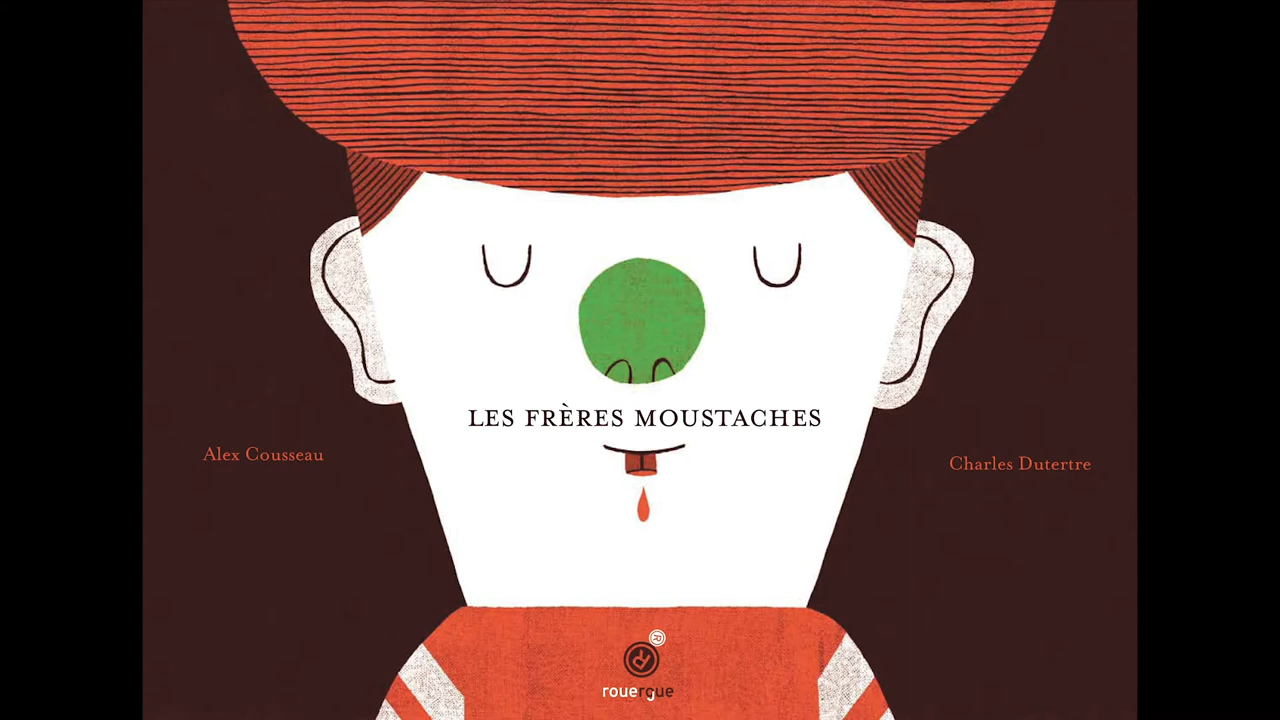 LES FRÈRES MOUSTACHES
Alex Cousseau
Charles Dutertre
R
R
rouergue